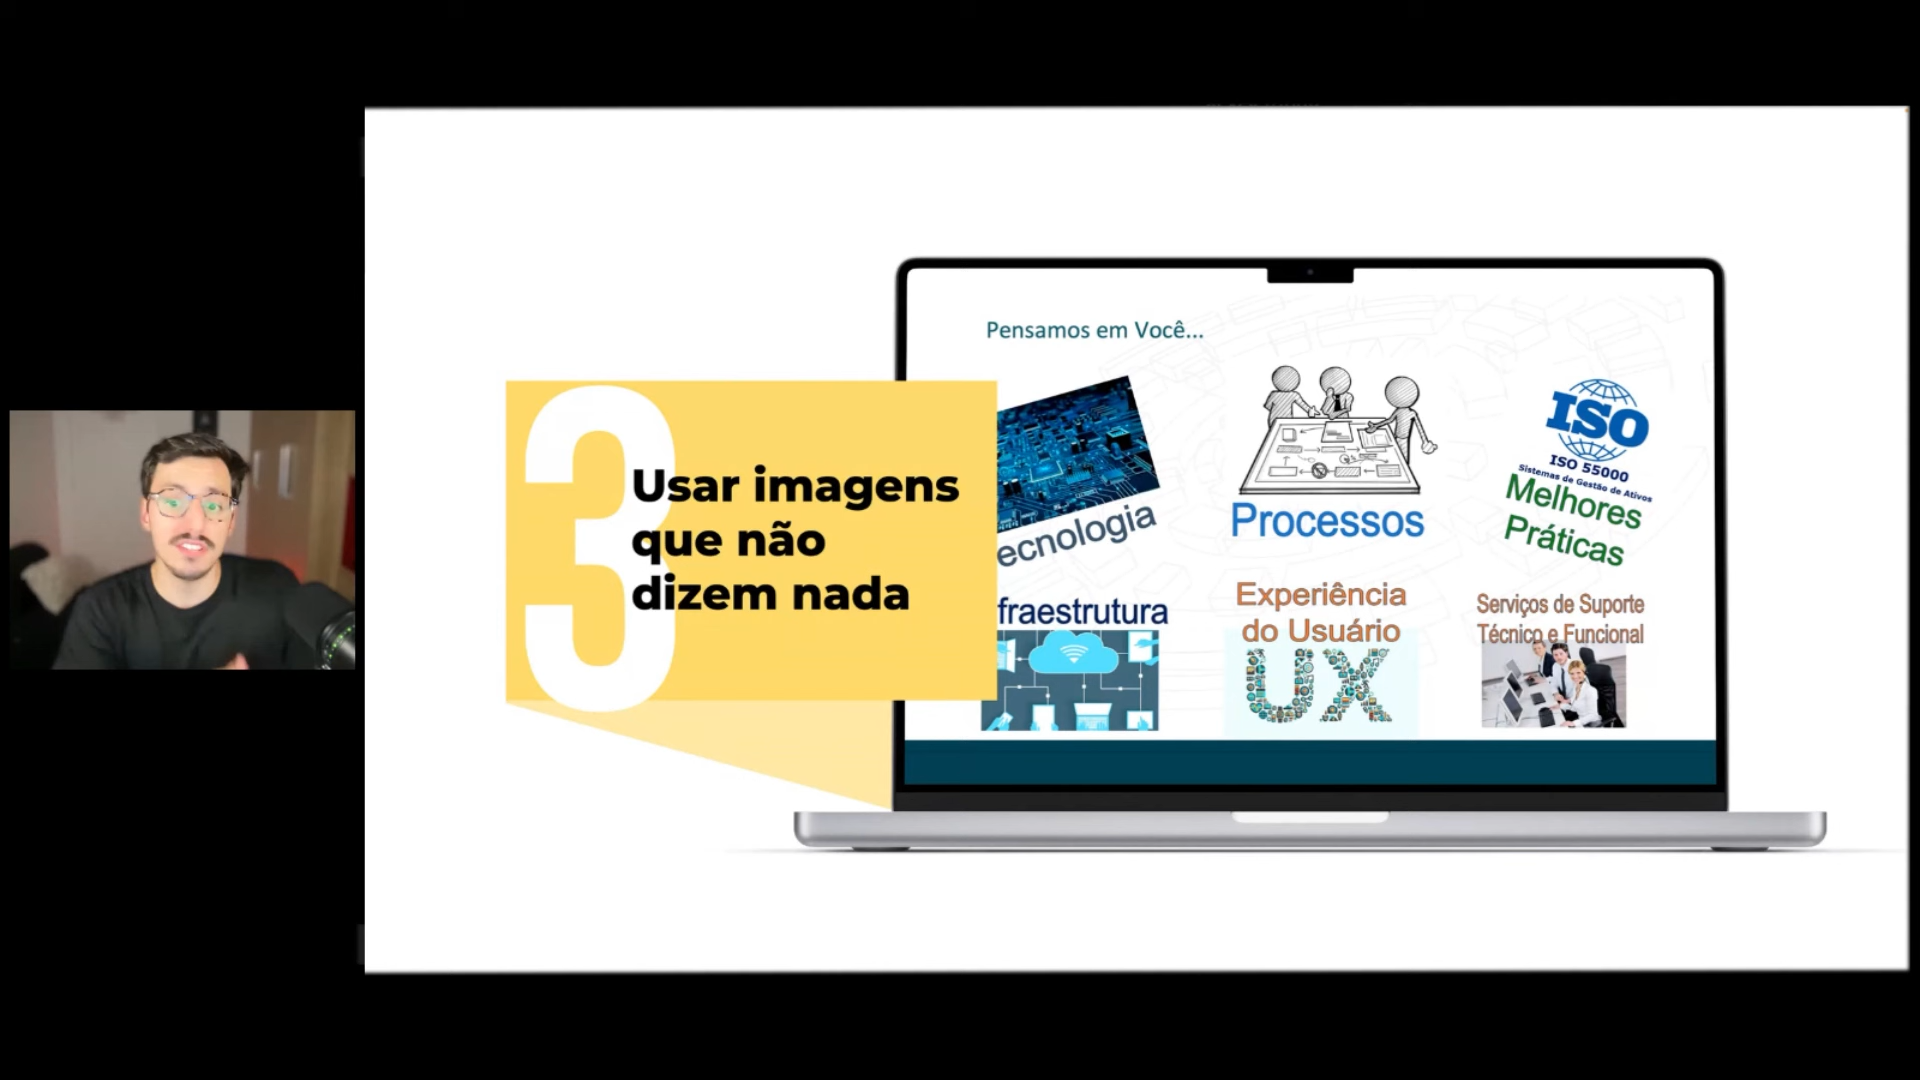 3
Usar imagens
que não
dizem nada
Pensamos em Você...
ecnologia
Processos
ISO
ISO 55000
Sistemas de Gestão de Ativos
Melhores
Práticas
fraestrutura
Experiência
do Usuário
UX
Serviços de Suporte
Técnico e Funcional